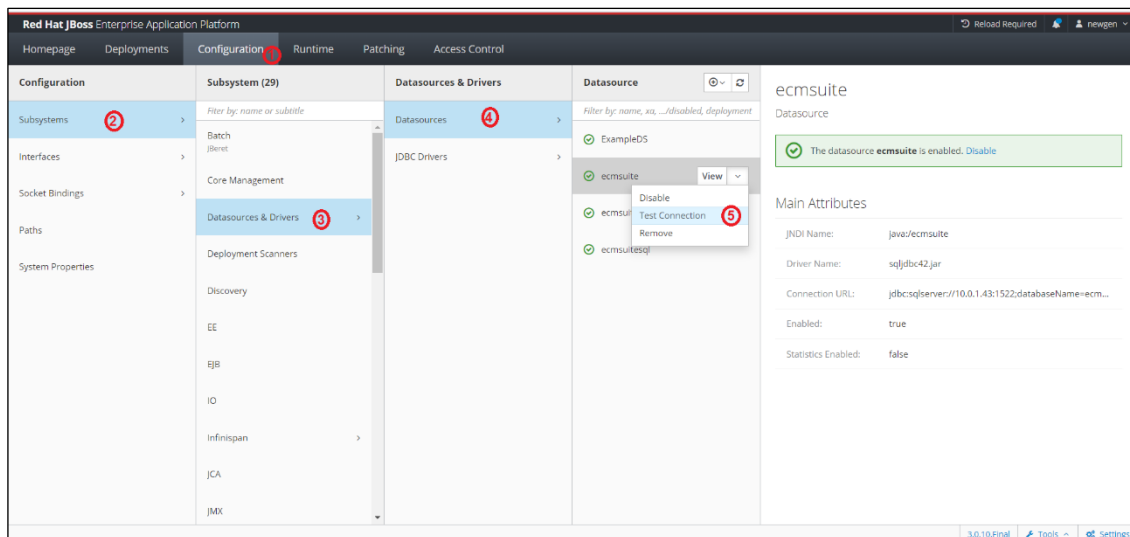 Red Hat JBoss Enterprise Application Platform
Reload Required
newgen
Homepage
Deployments
Configuration
1
Runtime
Patching
Access Control
Configuration
Subsystems
2
Interfaces
Socket Bindings
Paths
System Properties
Subsystem (29)
Filter by: name or subtitle
Batch
JBeret
Core Management
Datasources & Drivers
3
Deployment Scanners
Discovery
EE
EJB
IO
Infinispan
JCA
JMX
Datasources & Drivers
Datasources
4
JDBC Drivers
Datasource
Filter by: name, xa, .../disabled, deployment
ExampleDS
ecmsuite
View
Disable
Test Connection
5
Remove
ecmsuitesql
ecmsuite
Datasource
The datasource ecmsuite is enabled. Disable
Main Attributes
JNDI Name: java:/ecmsuite
Driver Name: sqljdbc42.jar
Connection URL: jdbc:sqlserver://10.0.1.43:1522;databaseName=ecm...
Enabled: true
Statistics Enabled: false
3.0.10.Final
Tools
Settings